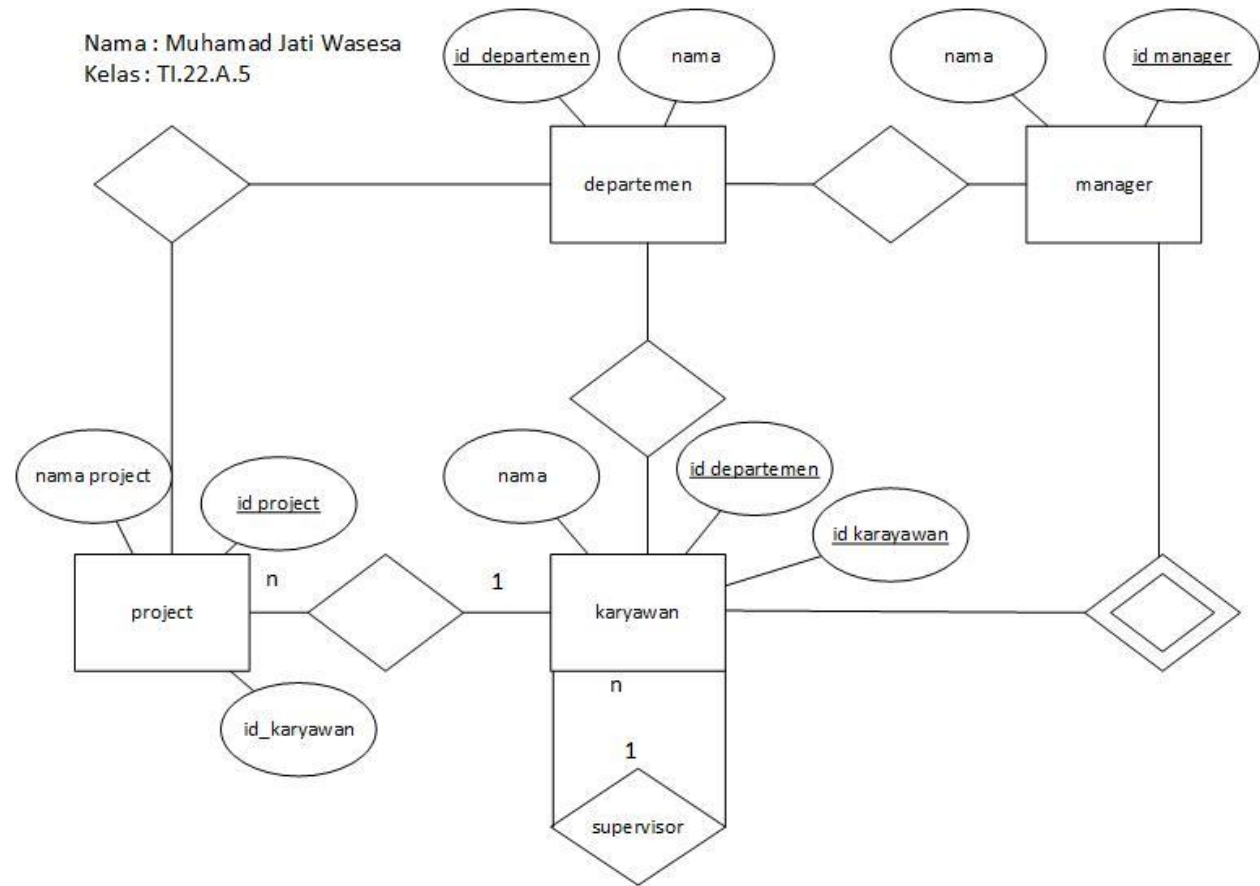 Nama : Muhamad Jati Wasesa
Kelas : TI.22.A.5
id_departemen
nama
nama
id manager
departemen
manager
nama project
id project
nama
id departemen
id karayawan
n
1
project
karyawan
n
id_karyawan
1
supervisor